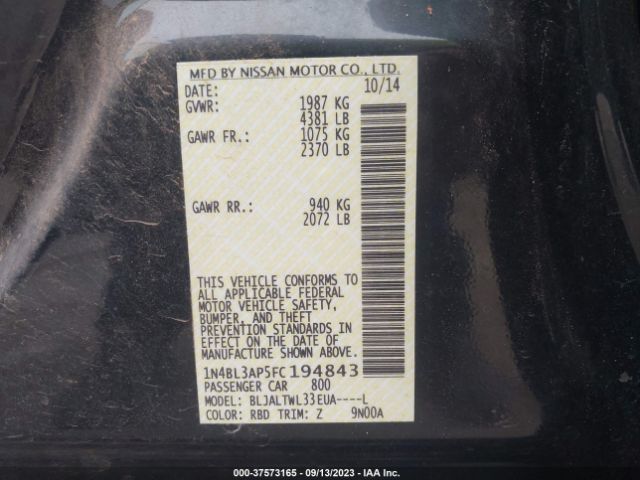 MFD BY NISSAN MOTOR CO., LTD.
DATE: 10/14
GVWR: 1987 KG
4381 LB
GAWR FR.: 1075 KG
2370 LB
GAWR RR.: 940 KG
2072 LB
THIS VEHICLE CONFORMS TO
ALL APPLICABLE FEDERAL
MOTOR VEHICLE SAFETY,
BUMPER, AND THEFT
PREVENTION STANDARDS IN
EFFECT ON THE DATE OF
MANUFACTURE SHOWN ABOVE.
1N4BL3AP5FC194843
PASSENGER CAR 800
MODEL: BLJALTWL33EUA----L
COLOR: RBD TRIM: Z 9N00A
000-37573165 - 09/13/2023 - IAA Inc.